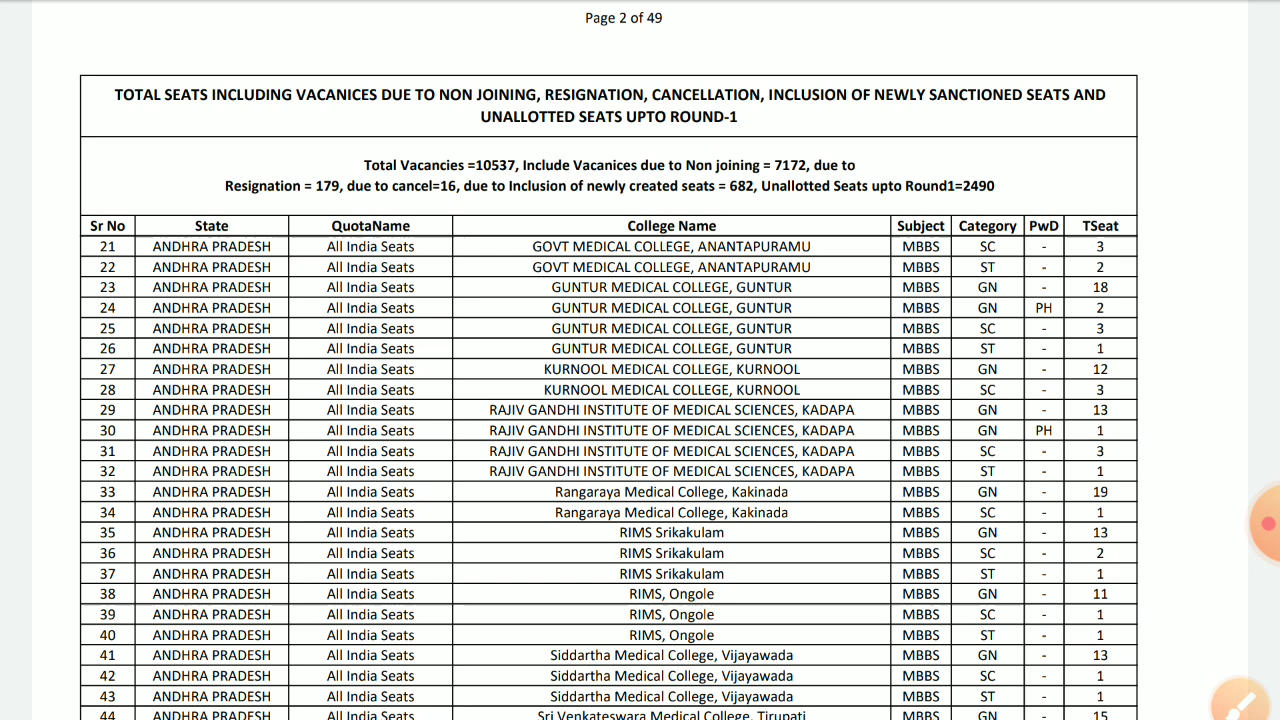 Page 2 of 49
TOTAL SEATS INCLUDING VACANICES DUE TO NON JOINING, RESIGNATION, CANCELLATION, INCLUSION OF NEWLY SANCTIONED SEATS AND
UNALLOTTED SEATS UPTO ROUND-1
Total Vacancies =10537, Include Vacanices due to Non joining = 7172, due to
Resignation = 179, due to cancel=16, due to Inclusion of newly created seats = 682, Unallotted Seats upto Round1=2490
Sr No State QuotaName College Name Subject Category PwD TSeat
21 ANDHRA PRADESH All India Seats GOVT MEDICAL COLLEGE, ANANTAPURAMU MBBS SC - 3
22 ANDHRA PRADESH All India Seats GOVT MEDICAL COLLEGE, ANANTAPURAMU MBBS ST - 2
23 ANDHRA PRADESH All India Seats GUNTUR MEDICAL COLLEGE, GUNTUR MBBS GN - 18
24 ANDHRA PRADESH All India Seats GUNTUR MEDICAL COLLEGE, GUNTUR MBBS GN PH 2
25 ANDHRA PRADESH All India Seats GUNTUR MEDICAL COLLEGE, GUNTUR MBBS SC - 3
26 ANDHRA PRADESH All India Seats GUNTUR MEDICAL COLLEGE, GUNTUR MBBS ST - 1
27 ANDHRA PRADESH All India Seats KURNOOL MEDICAL COLLEGE, KURNOOL MBBS GN - 12
28 ANDHRA PRADESH All India Seats KURNOOL MEDICAL COLLEGE, KURNOOL MBBS SC - 3
29 ANDHRA PRADESH All India Seats RAJIV GANDHI INSTITUTE OF MEDICAL SCIENCES, KADAPA MBBS GN - 13
30 ANDHRA PRADESH All India Seats RAJIV GANDHI INSTITUTE OF MEDICAL SCIENCES, KADAPA MBBS GN PH 1
31 ANDHRA PRADESH All India Seats RAJIV GANDHI INSTITUTE OF MEDICAL SCIENCES, KADAPA MBBS SC - 3
32 ANDHRA PRADESH All India Seats RAJIV GANDHI INSTITUTE OF MEDICAL SCIENCES, KADAPA MBBS ST - 1
33 ANDHRA PRADESH All India Seats Rangaraya Medical College, Kakinada MBBS GN - 19
34 ANDHRA PRADESH All India Seats Rangaraya Medical College, Kakinada MBBS SC - 1
35 ANDHRA PRADESH All India Seats RIMS Srikakulam MBBS GN - 13
36 ANDHRA PRADESH All India Seats RIMS Srikakulam MBBS SC - 2
37 ANDHRA PRADESH All India Seats RIMS Srikakulam MBBS ST - 1
38 ANDHRA PRADESH All India Seats RIMS, Ongole MBBS GN - 11
39 ANDHRA PRADESH All India Seats RIMS, Ongole MBBS SC - 1
40 ANDHRA PRADESH All India Seats RIMS, Ongole MBBS ST - 1
41 ANDHRA PRADESH All India Seats Siddartha Medical College, Vijayawada MBBS GN - 13
42 ANDHRA PRADESH All India Seats Siddartha Medical College, Vijayawada MBBS SC - 1
43 ANDHRA PRADESH All India Seats Siddartha Medical College, Vijayawada MBBS ST - 1
44 ANDHRA PRADESH All India Seats Sri Venkateswara Medical College, Tirupati MBBS GN - 15